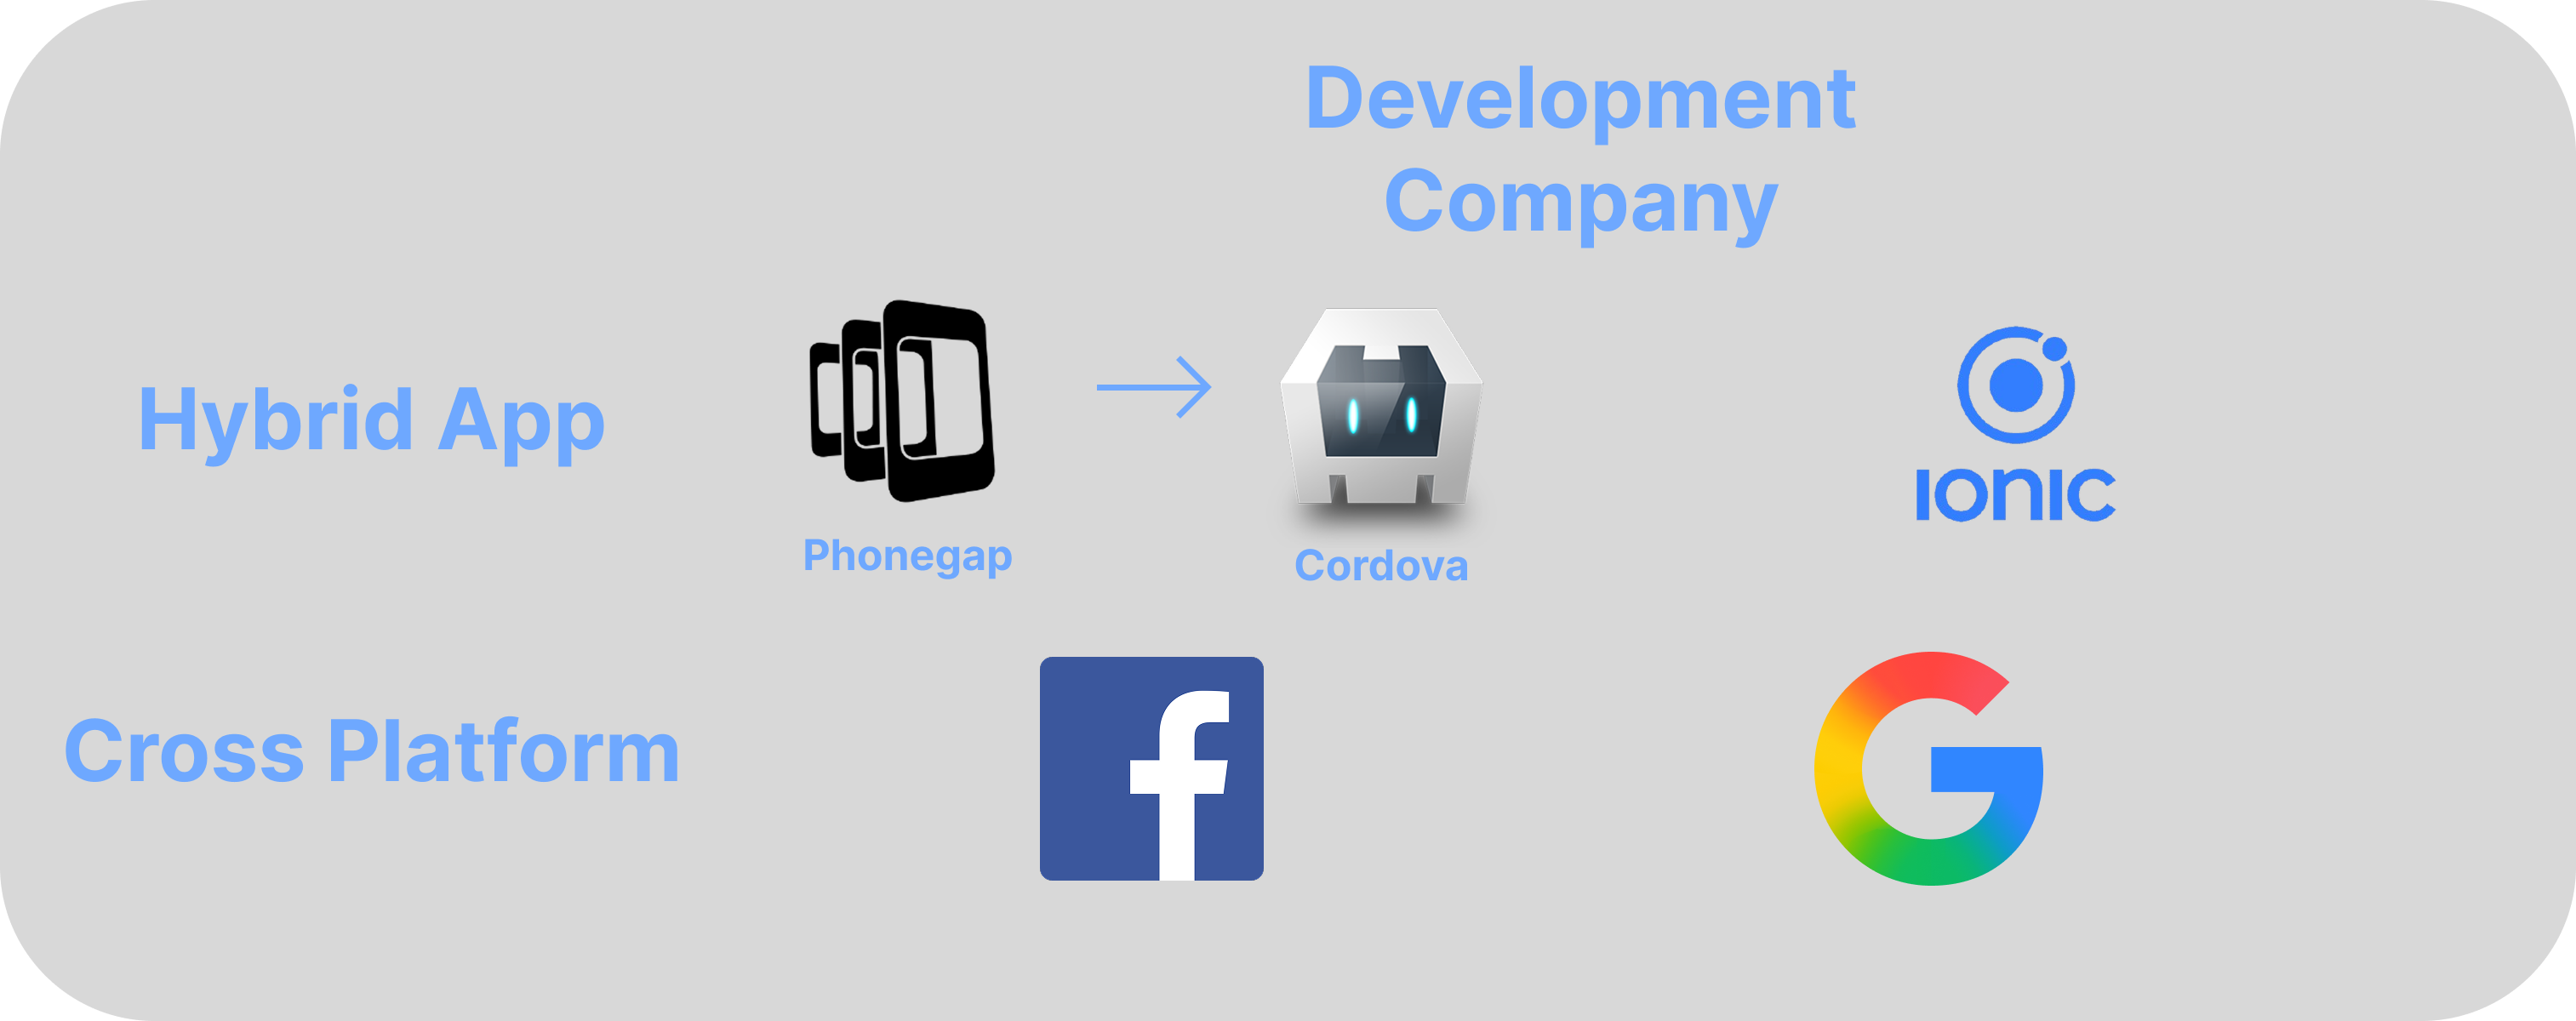 Development
Company
Hybrid App
IONIC
Phonegap
Cordova
Cross Platform